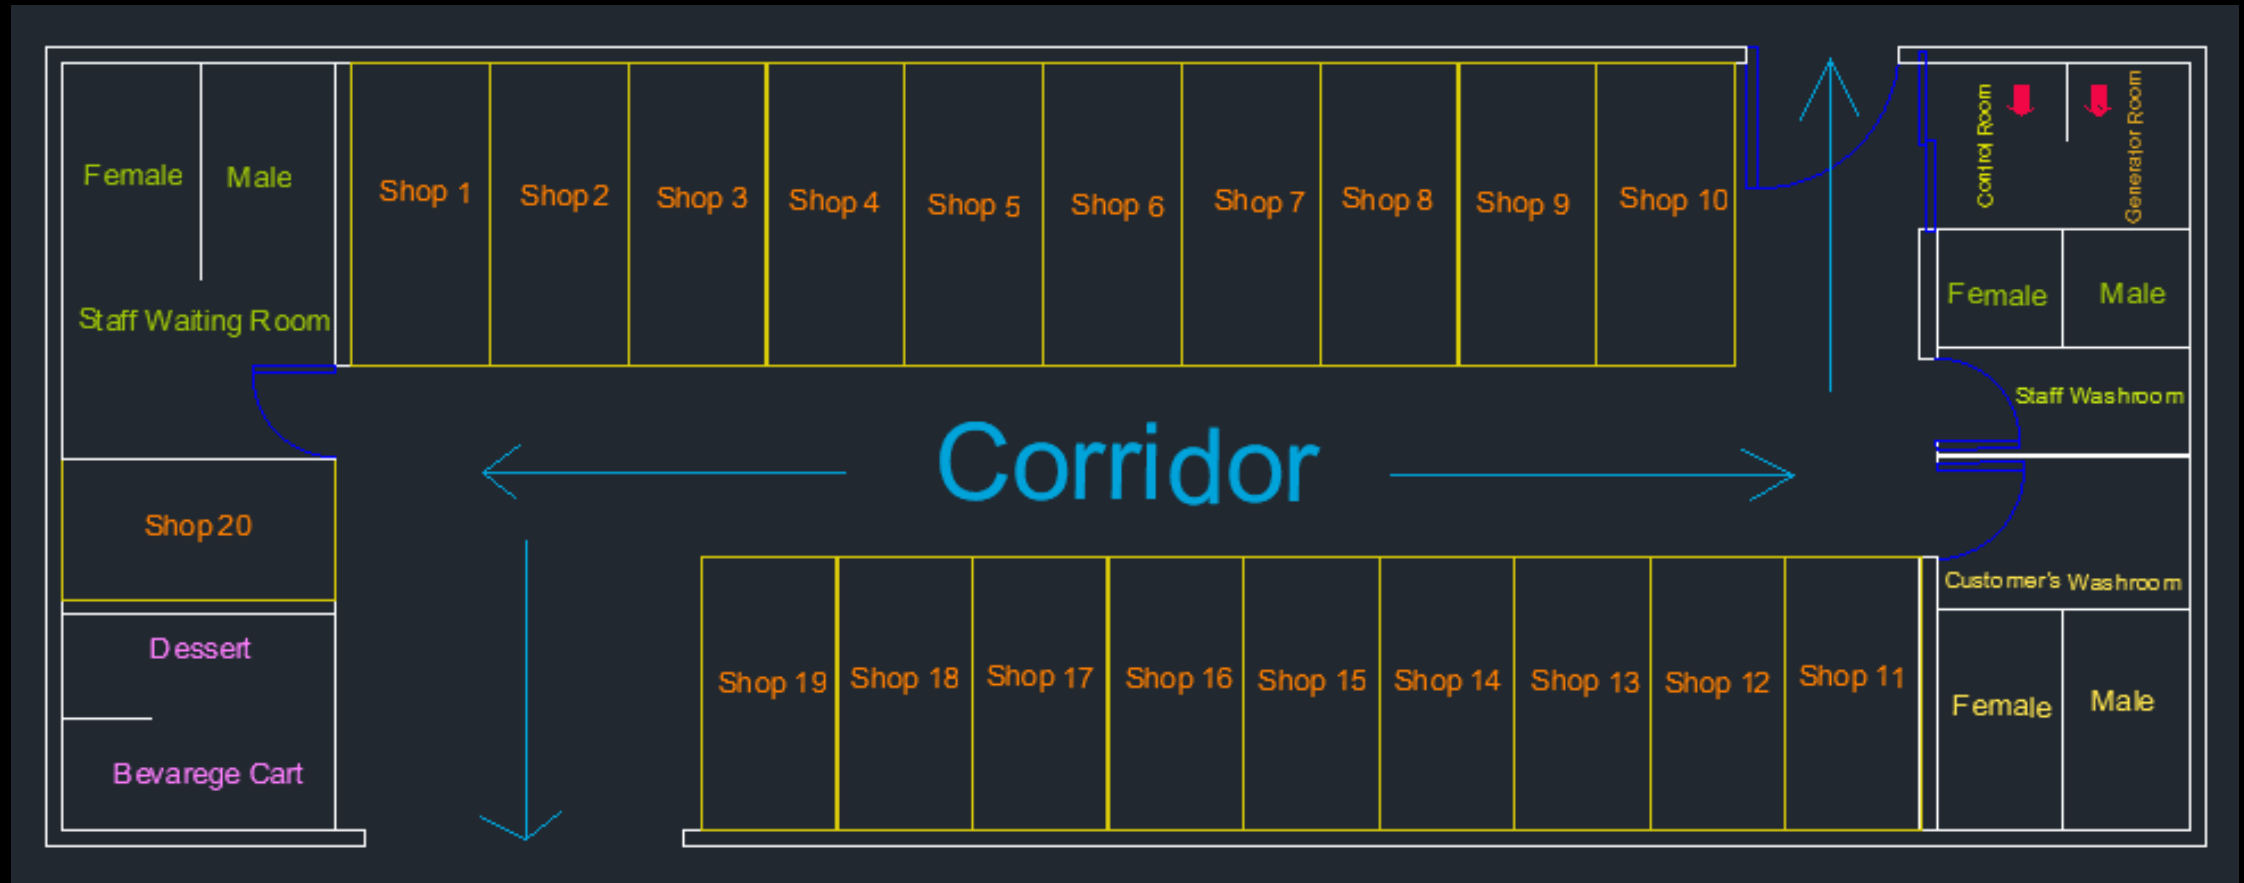 Female
Male
Staff Waiting Room
Shop 1
Shop 2
Shop 3
Shop 4
Shop 5
Shop 6
Shop 7
Shop 8
Shop 9
Shop 10
Control Room
Generator Room
Female
Male
Staff Washroom
Corridor
Shop 20
Dessert
Bevarege Cart
Shop 19
Shop 18
Shop 17
Shop 16
Shop 15
Shop 14
Shop 13
Shop 12
Shop 11
Customer's Washroom
Female
Male